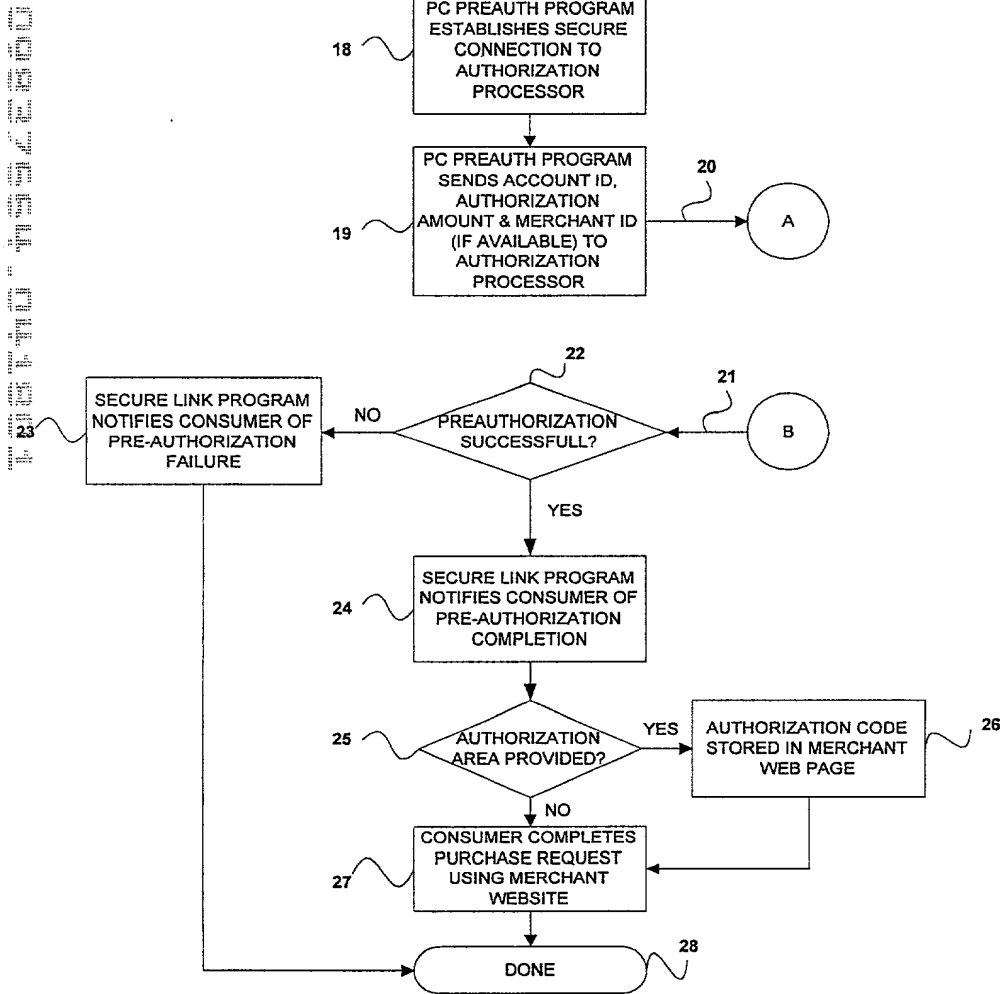 PC PREAUTH PROGRAM
ESTABLISHES SECURE
CONNECTION TO
AUTHORIZATION
PROCESSOR
18
PC PREAUTH PROGRAM
SENDS ACCOUNT ID,
AUTHORIZATION
AMOUNT & MERCHANT ID
(IF AVAILABLE) TO
AUTHORIZATION
PROCESSOR
19
20
A
22
21
B
PREAUTHORIZATION
SUCCESSFULL?
NO
SECURE LINK PROGRAM
NOTIFIES CONSUMER OF
PRE-AUTHORIZATION
FAILURE
23
YES
SECURE LINK PROGRAM
NOTIFIES CONSUMER OF
PRE-AUTHORIZATION
COMPLETION
24
AUTHORIZATION
AREA PROVIDED?
25
YES
AUTHORIZATION CODE
STORED IN MERCHANT
WEB PAGE
26
NO
CONSUMER COMPLETES
PURCHASE REQUEST
USING MERCHANT
WEBSITE
27
DONE
28